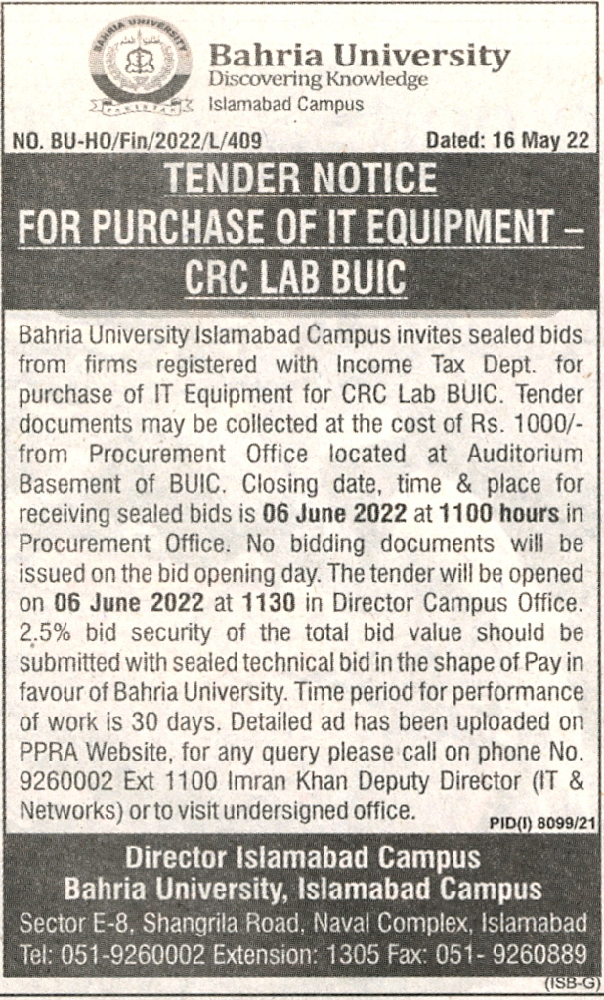 BAHRIA UNIVERSITY
PAKISTAN
Bahria University
Discovering Knowledge
Islamabad Campus
NO. BU-HO/Fin/2022/L/409 Dated: 16 May 22
TENDER NOTICE
FOR PURCHASE OF IT EQUIPMENT –
CRC LAB BUIC
Bahria University Islamabad Campus invites sealed bids
from firms registered with Income Tax Dept. for
purchase of IT Equipment for CRC Lab BUIC. Tender
documents may be collected at the cost of Rs. 1000/-
from Procurement Office located at Auditorium
Basement of BUIC. Closing date, time & place for
receiving sealed bids is 06 June 2022 at 1100 hours in
Procurement Office. No bidding documents will be
issued on the bid opening day. The tender will be opened
on 06 June 2022 at 1130 in Director Campus Office.
2.5% bid security of the total bid value should be
submitted with sealed technical bid in the shape of Pay in
favour of Bahria University. Time period for performance
of work is 30 days. Detailed ad has been uploaded on
PPRA Website, for any query please call on phone No.
9260002 Ext 1100 Imran Khan Deputy Director (IT &
Networks) or to visit undersigned office.
PID(I) 8099/21
Director Islamabad Campus
Bahria University, Islamabad Campus
Sector E-8, Shangrila Road, Naval Complex, Islamabad
Tel: 051-9260002 Extension: 1305 Fax: 051- 9260889
(ISB-G)